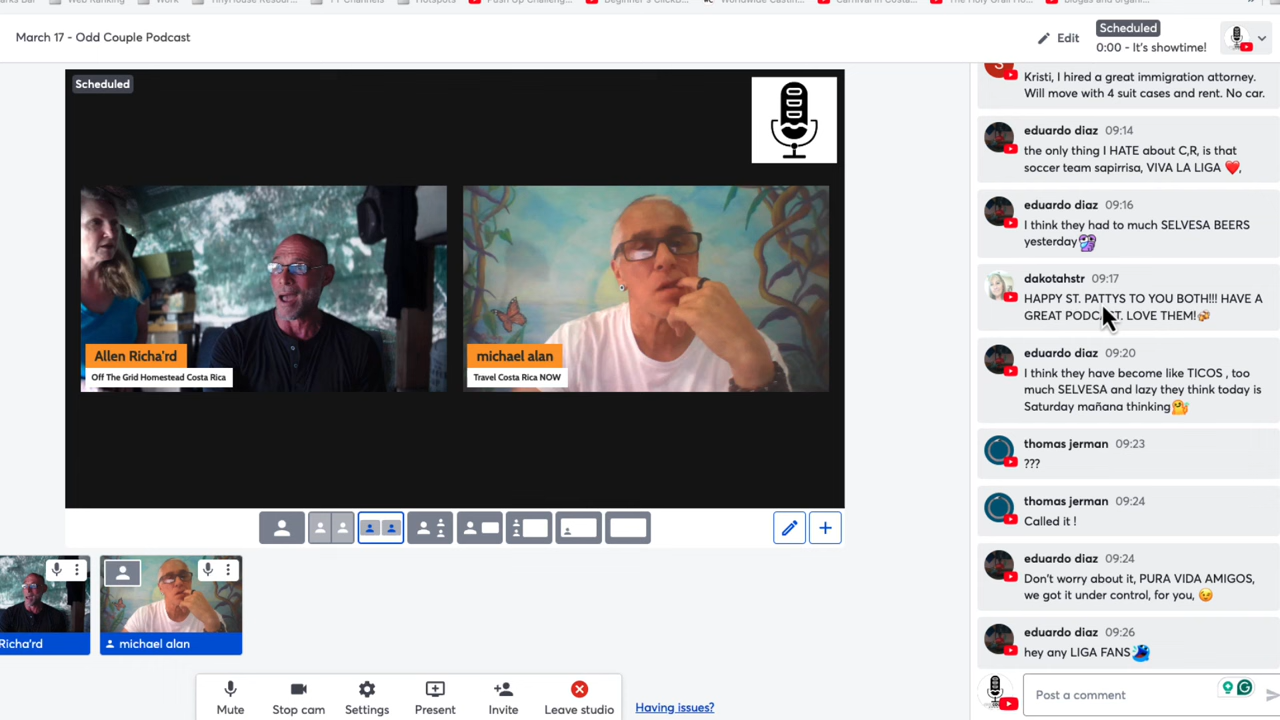 Web Ranking
Work
TT Channels
Hotspots
March 17 - Odd Couple Podcast
Edit
Scheduled
0:00 - It's showtime!
Scheduled
ODD
Allen Richa'rd
Off The Grid Homestead Costa Rica
michael alan
Travel Costa Rica NOW
Richa'rd
michael alan
Mute
Stop cam
Settings
Present
Invite
Leave studio
Having issues?
Kristi, I hired a great immigration attorney.
Will move with 4 suit cases and rent. No car.
eduardo diaz 09:14
the only thing I HATE about C,R, is that
soccer team sapirrisa, VIVA LA LIGA ❤️,
eduardo diaz 09:16
I think they had to much SELVESA BEERS
yesterday
dakotahstr 09:17
HAPPY ST. PATTYS TO YOU BOTH!!! HAVE A
GREAT PODCAST. LOVE THEM!🍻
eduardo diaz 09:20
I think they have become like TICOS , too
much SELVESA and lazy they think today is
Saturday mañana thinking
thomas jerman 09:23
???
thomas jerman 09:24
Called it !
eduardo diaz 09:24
Don't worry about it, PURA VIDA AMIGOS,
we got it under control, for you, 😉
eduardo diaz 09:26
hey any LIGA FANS
Post a comment